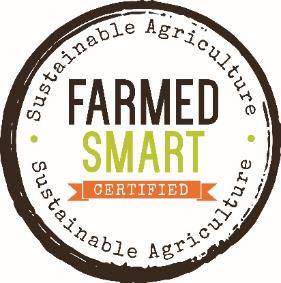 Sustainable Agriculture
FARMED
SMART
CERTIFIED
Sustainable Agriculture